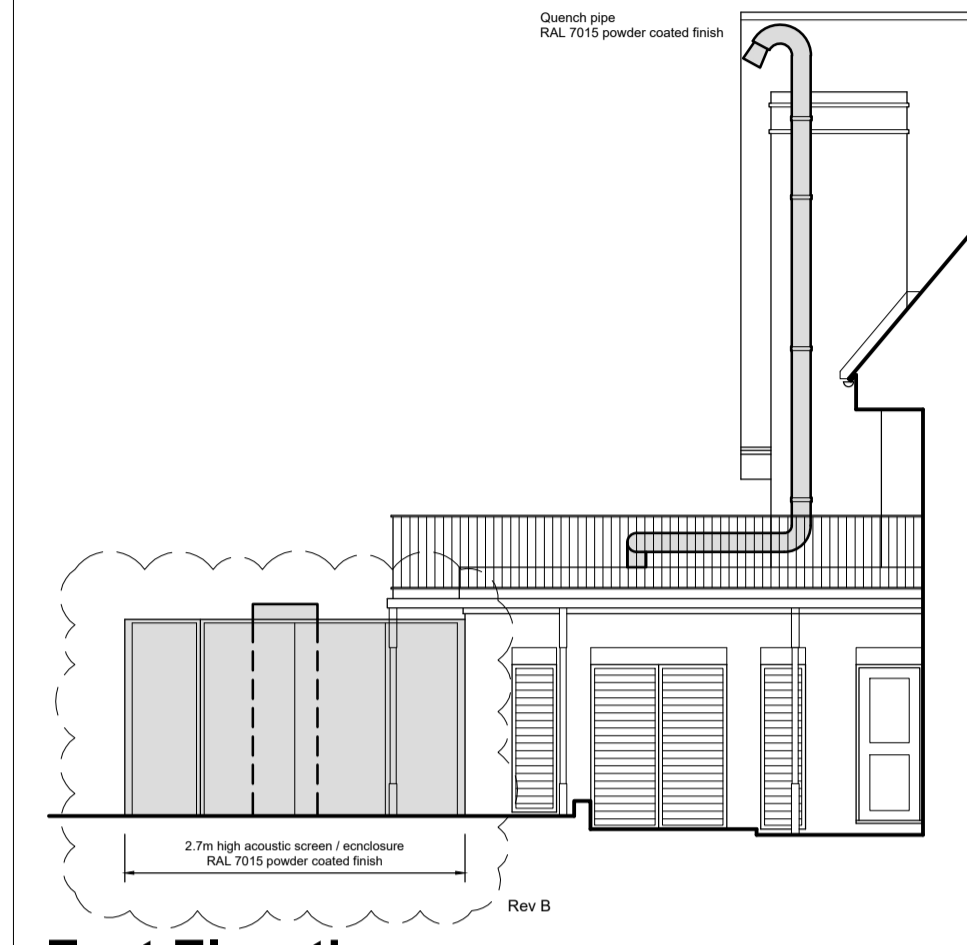 Quench pipe
RAL 7015 powder coated finish
2.7m high acoustic screen / ecnclosure
RAL 7015 powder coated finish
Rev B